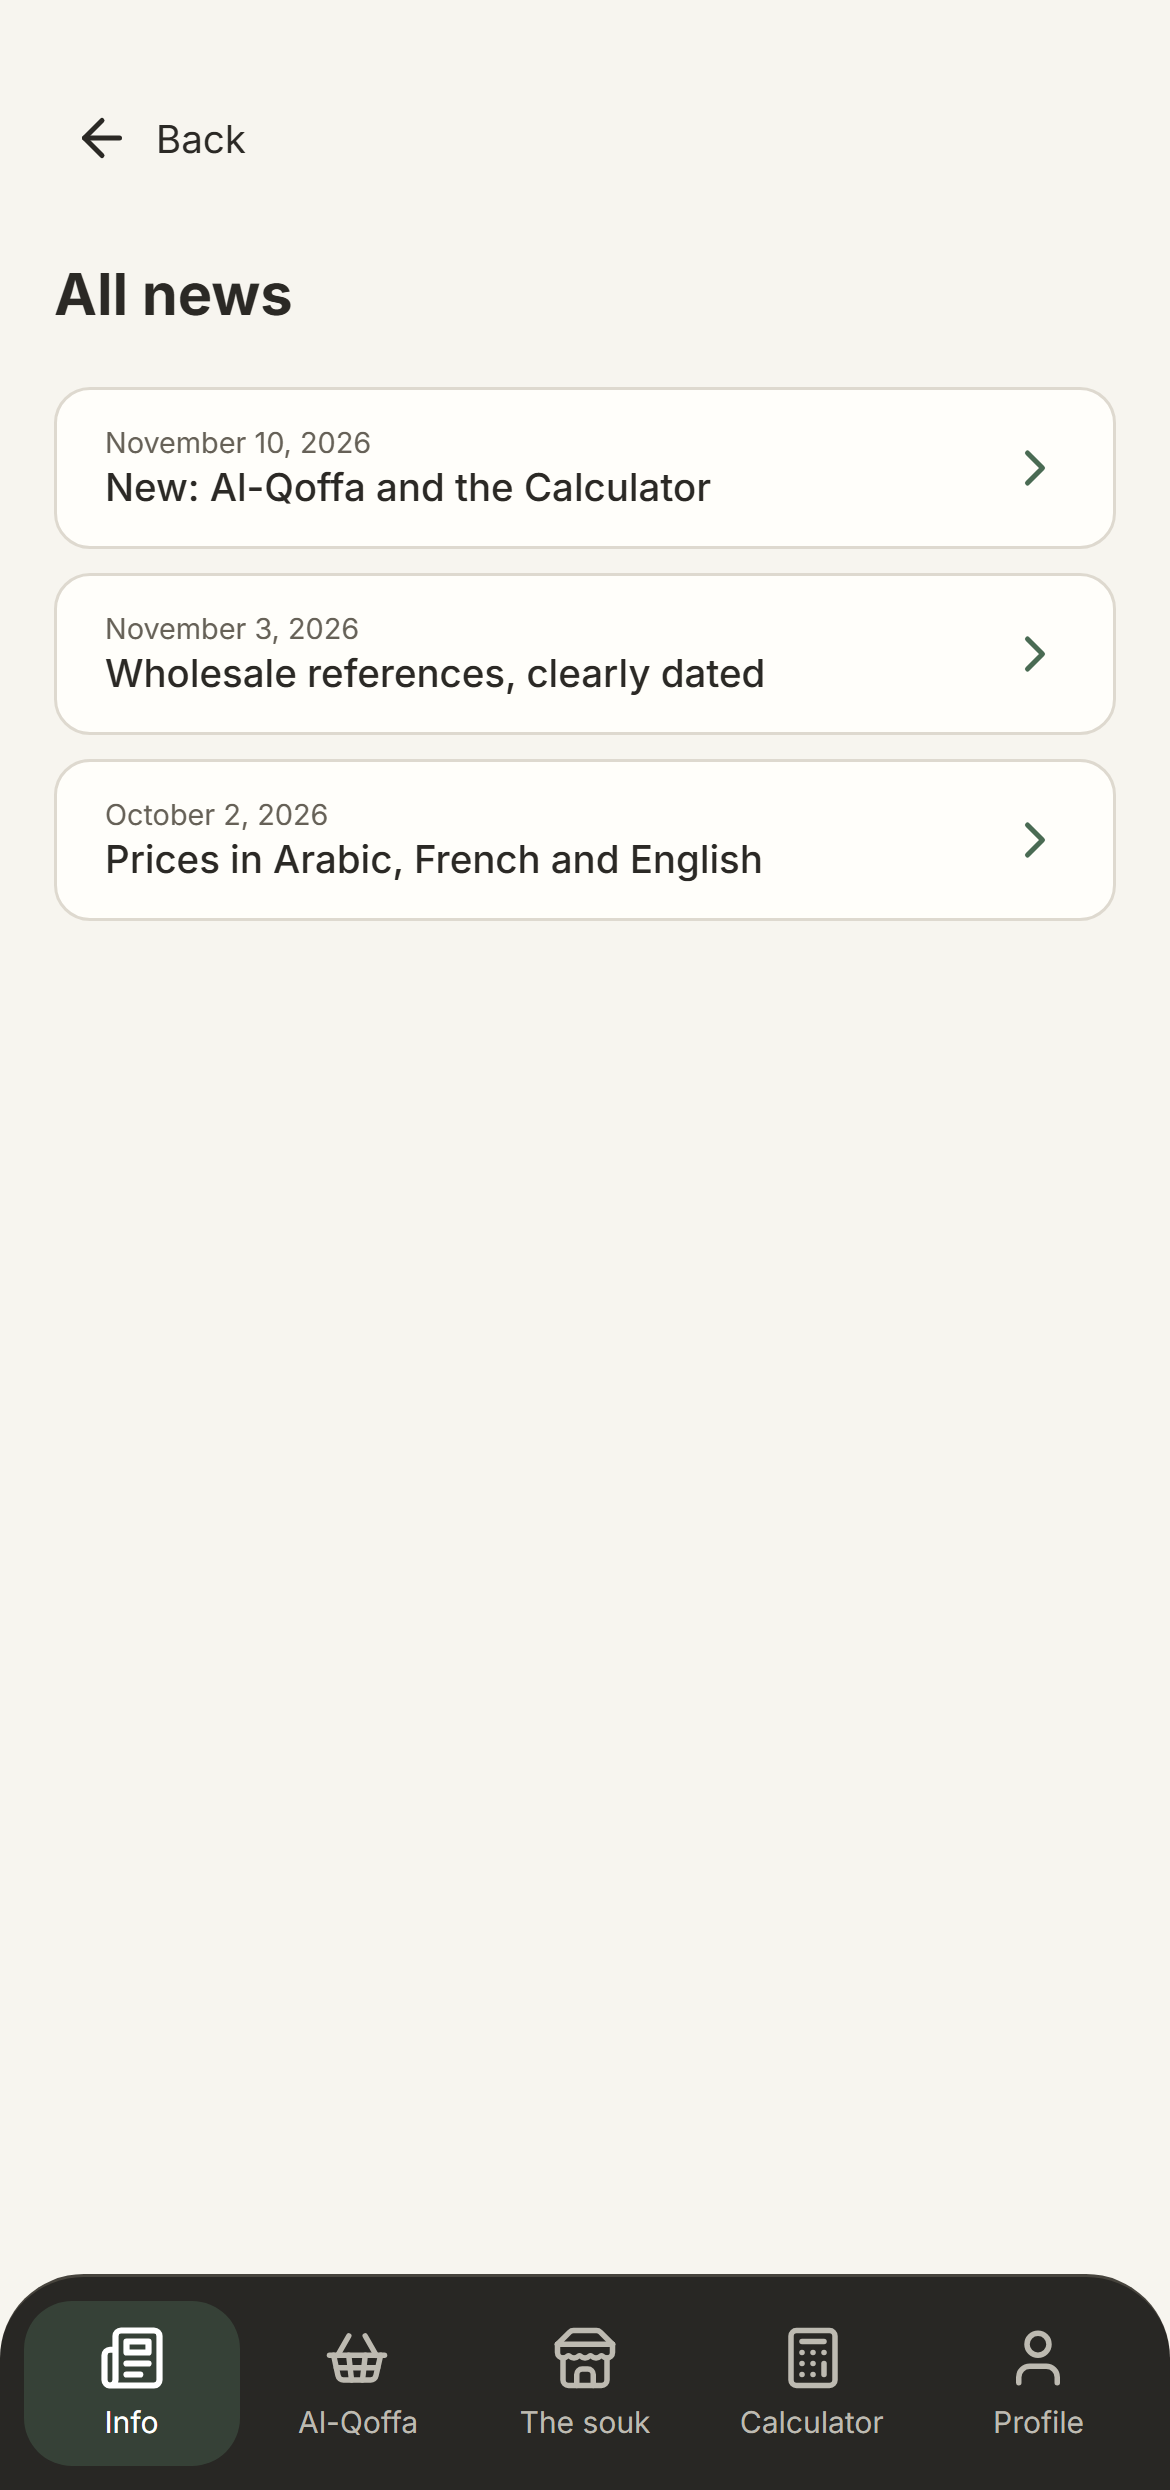 Back
All news
November 10, 2026
New: Al-Qoffa and the Calculator
November 3, 2026
Wholesale references, clearly dated
October 2, 2026
Prices in Arabic, French and English
Info
Al-Qoffa
The souk
Calculator
Profile